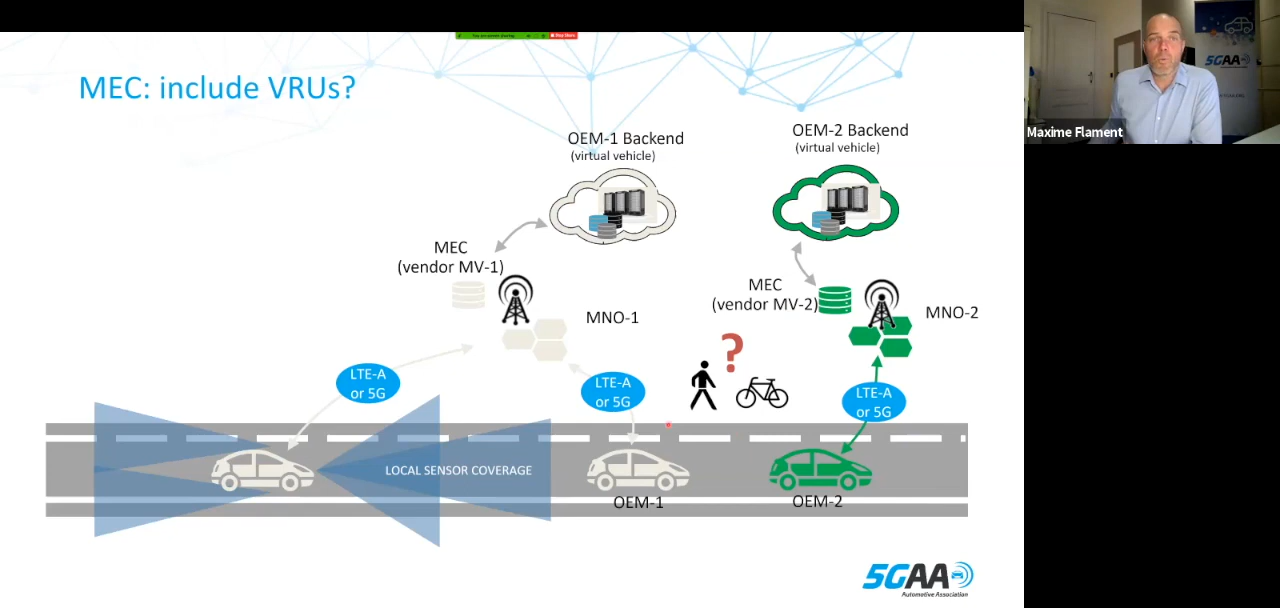 MEC: include VRUs?
OEM-1 Backend
(virtual vehicle)
OEM-2 Backend
(virtual vehicle)
MEC
(vendor MV-1)
MNO-1
MEC
(vendor MV-2)
MNO-2
?
LTE-A
or 5G
LTE-A
or 5G
LTE-A
or 5G
LOCAL SENSOR COVERAGE
OEM-1
OEM-2
5GAA
Automotive Association
5GAA
Maxime Flament